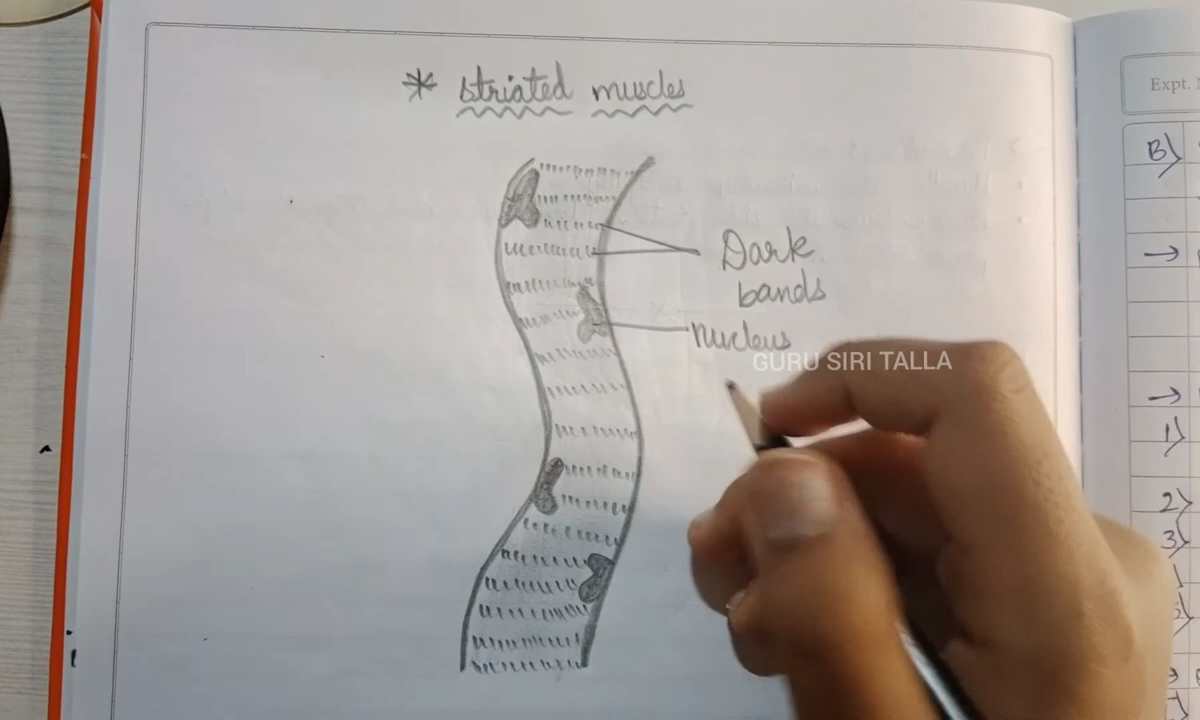 * striated muscles
Dark
bands
nucleus
GURU SIRI TALLA
Expt.
B)
→
→
1)
2)
3)